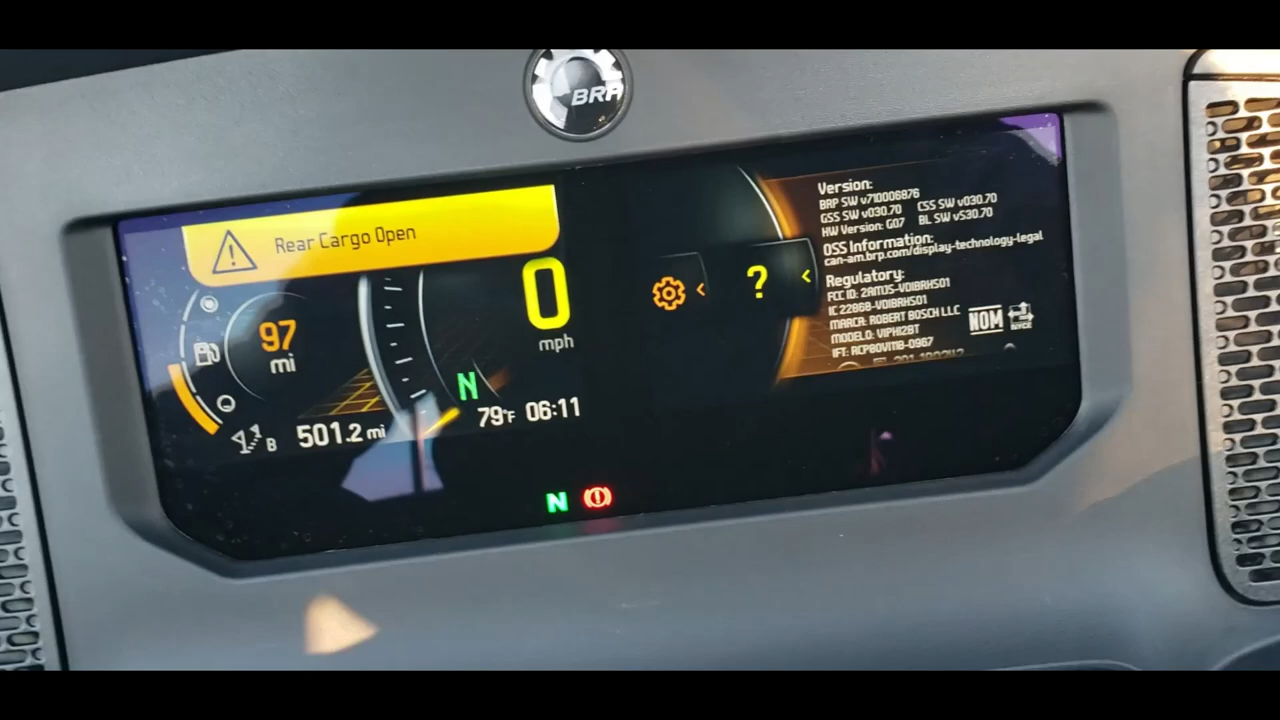 BRP
Rear Cargo Open
97
mi
0
mph
N
79°F 06:11
B 501.2 mi
N
?
Version:
BRP SW v710006876
GSS SW v030.70 CSS SW v030.70
HW Version: G07 BL SW v530.70
OSS Information:
can-am.brp.com/display-technology-legal
Regulatory:
FCC ID: 2AMJS-VDIBRHS01
IC 22868-VDIBRHS01
MARCA: ROBERT BOSCH LLC
MODELO: VIPHI2BT
NOM
NYCE